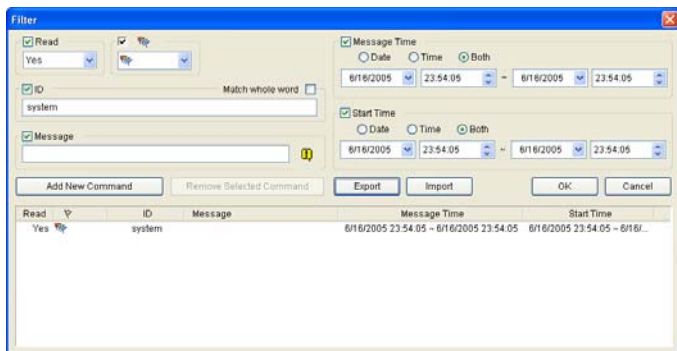 Filter
Read
Yes
ID Match whole word
system
Message
Message Time
Date Time Both
6/16/2005 23:54:05 ~ 6/16/2005 23:54:05
Start Time
Date Time Both
6/16/2005 23:54:05 ~ 6/16/2005 23:54:05
Add New Command Remove Selected Command Export Import OK Cancel
Read ID Message Message Time Start Time
Yes system 6/16/2005 23:54:05 ~ 6/16/2005 23:54:05 6/16/2005 23:54:05 ~ 6/16/...